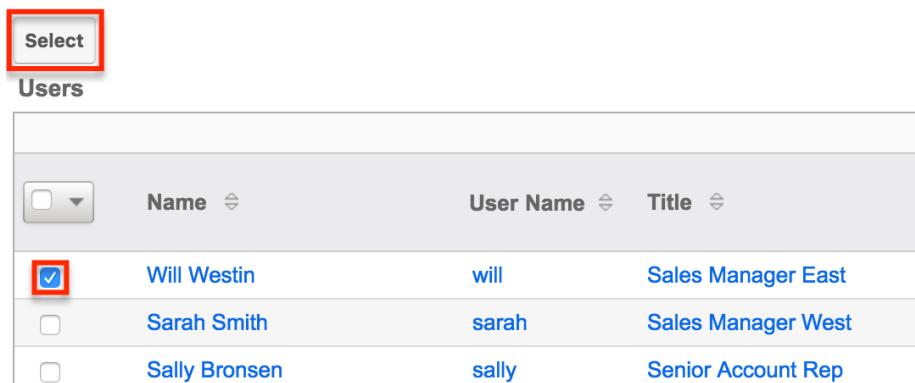 Select
Users
Name User Name Title
Will Westin will Sales Manager East
Sarah Smith sarah Sales Manager West
Sally Bronsen sally Senior Account Rep